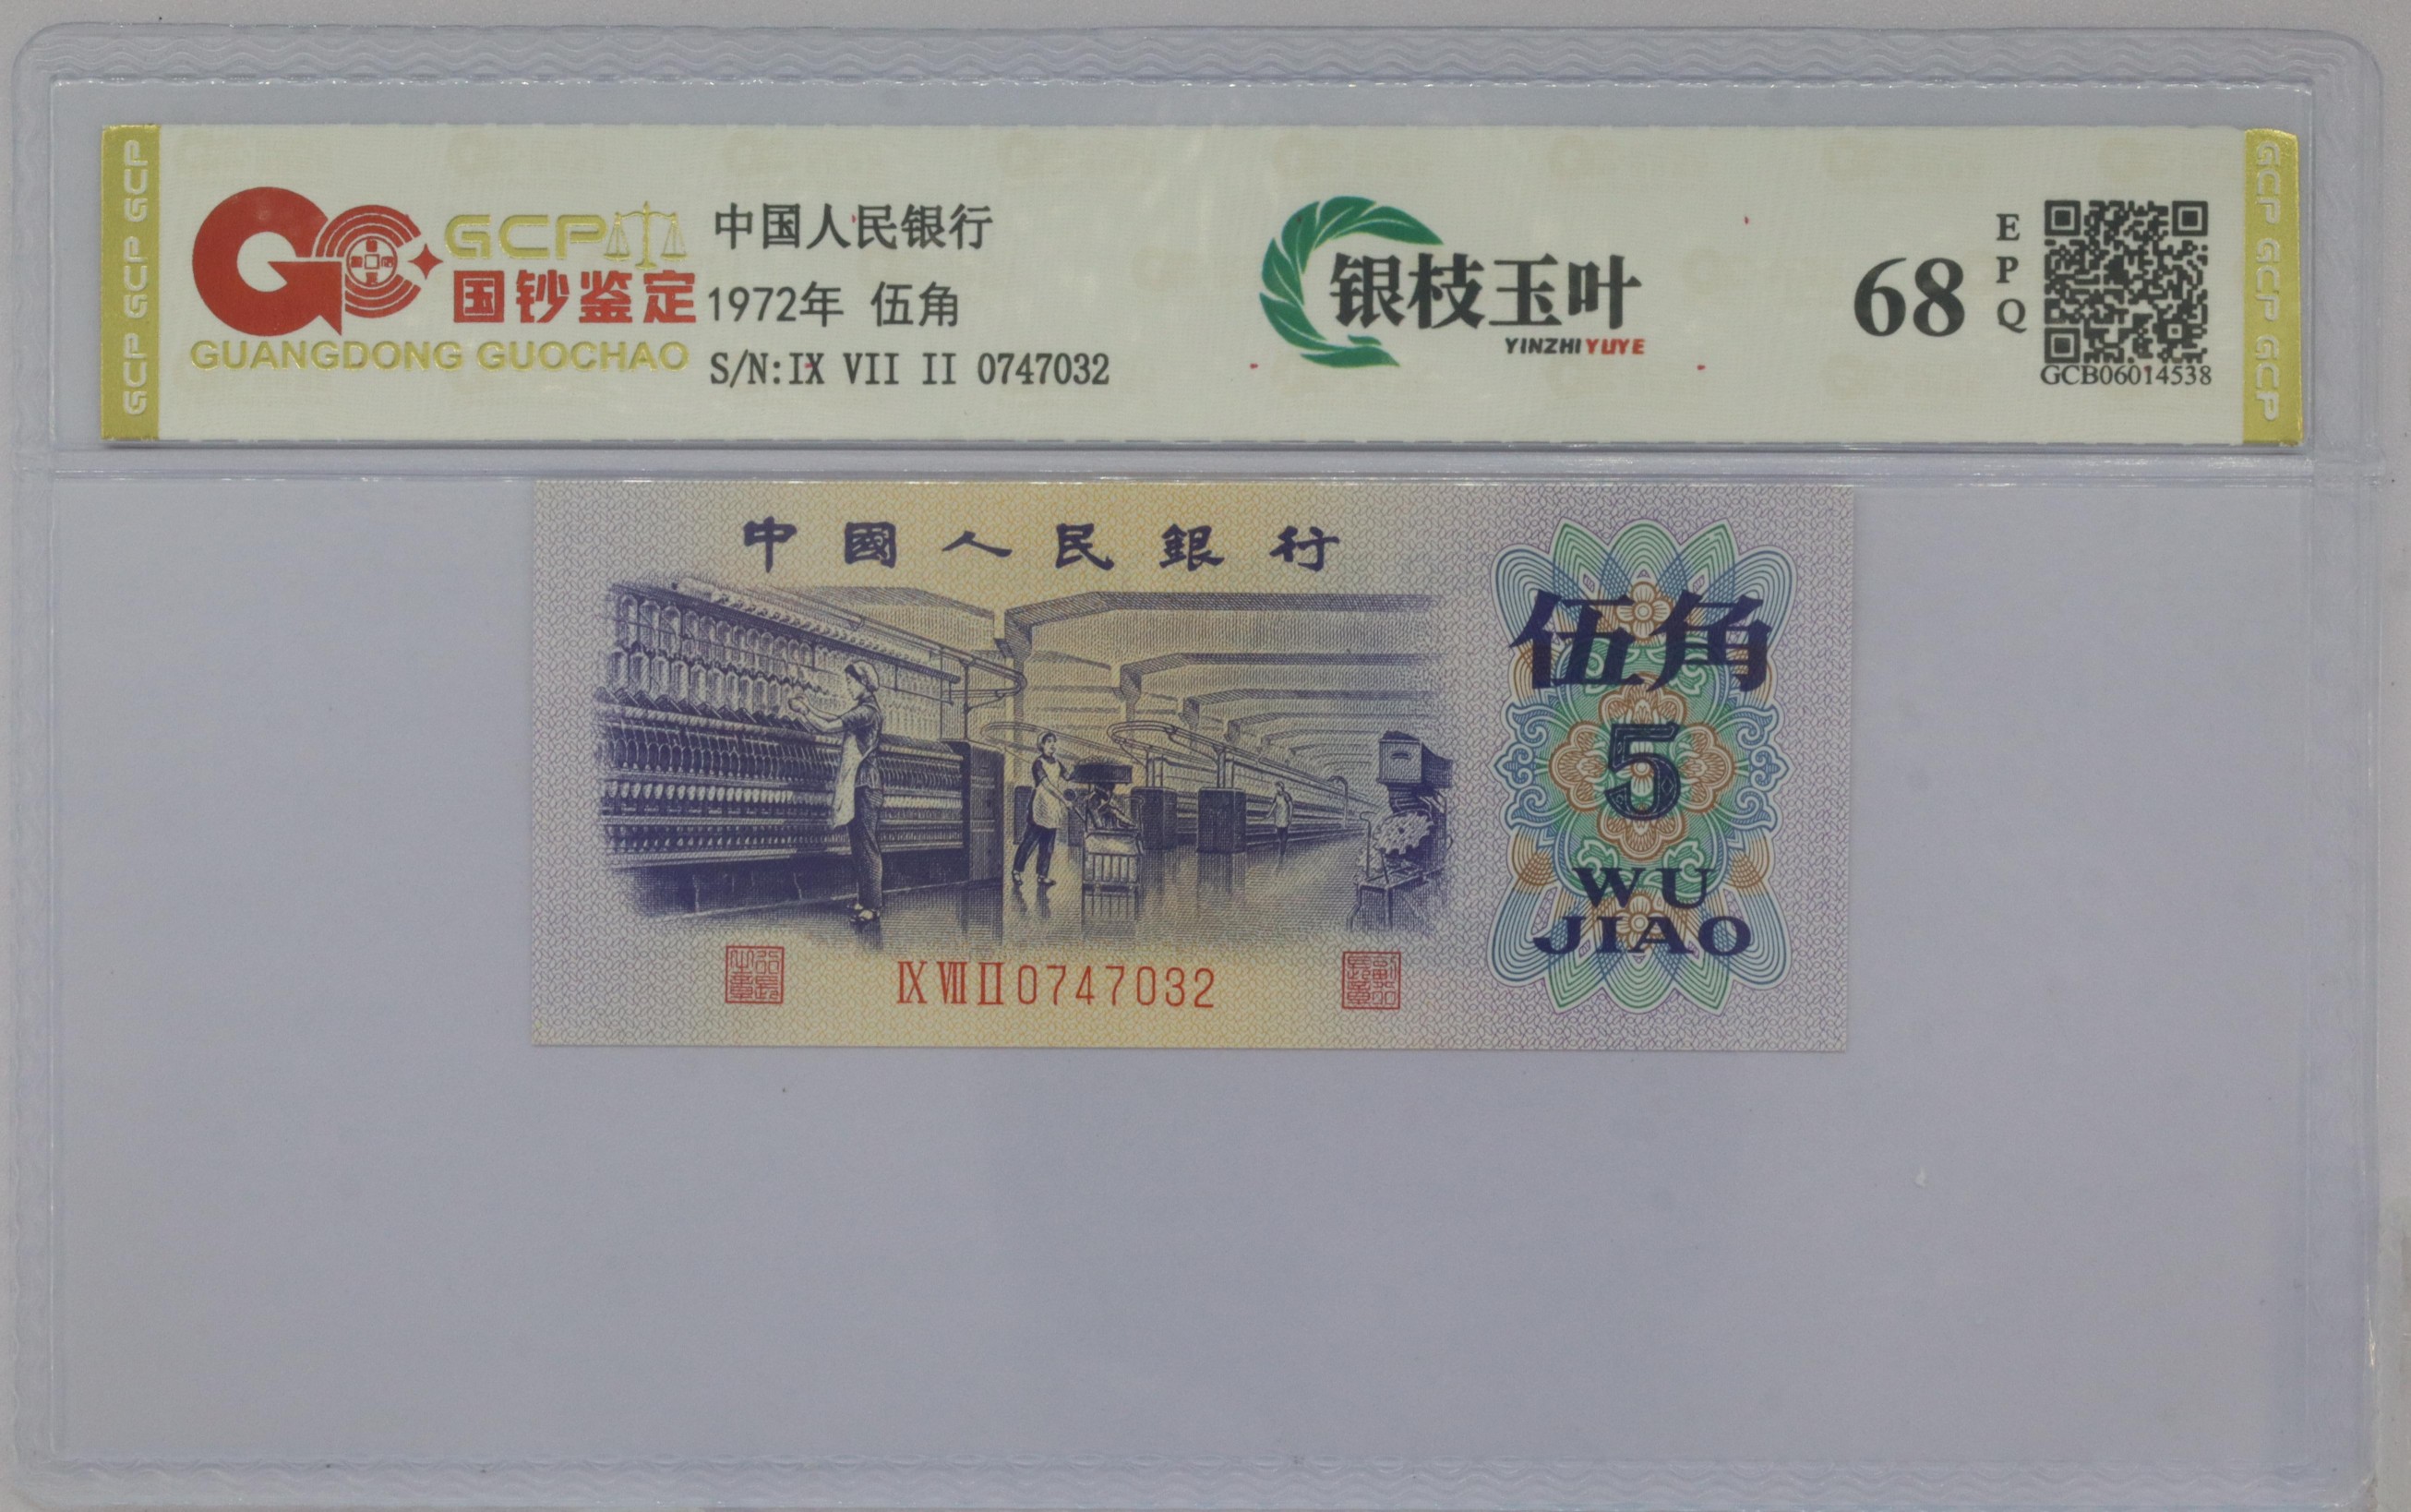 GCP GCP GCP
GCP
国钞鉴定
GUANGDONG GUOCHAO
中国人民银行
1972年 伍角
S/N:IX VII II 0747032
银枝玉叶
YINZHIYUYE
68
EPQ
GCB06014538
GCP GCP GCP
中國人民銀行
伍角
5
WU
JIAO
IX VII II 0747032